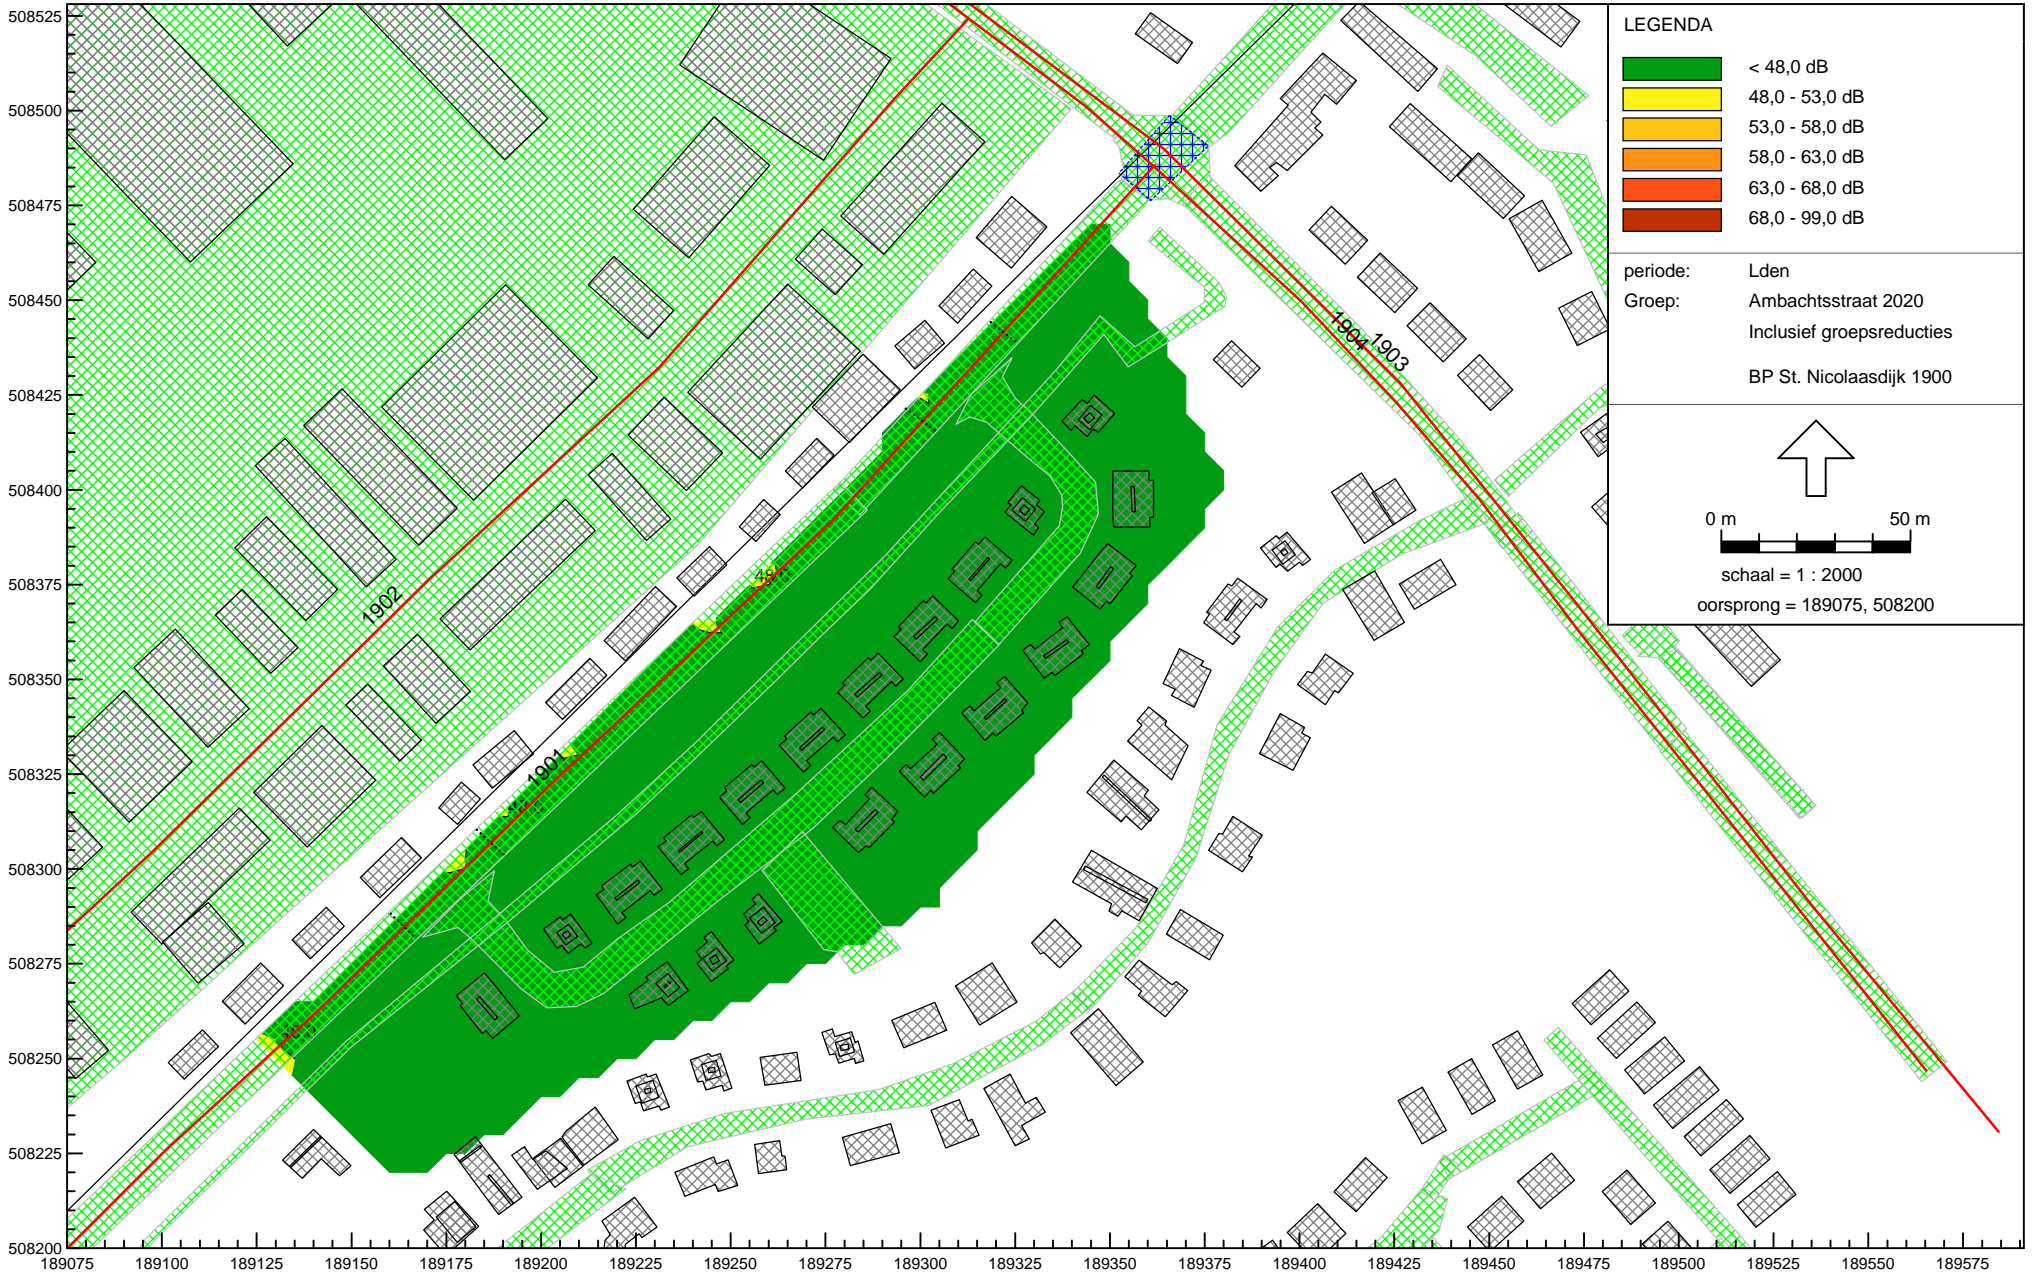 LEGENDA
< 48,0 dB
48,0 - 53,0 dB
53,0 - 58,0 dB
58,0 - 63,0 dB
63,0 - 68,0 dB
68,0 - 99,0 dB
periode: Lden
Groep: Ambachtsstraat 2020
Inclusief groepsreducties
BP St. Nicolaasdijk 1900
0 m 50 m
schaal = 1 : 2000
oorsprong = 189075, 508200
508525
508500
508475
508450
508425
508400
508375
508350
508325
508300
508275
508250
508225
508200
1904
1903
1902
1901
189075 189100 189125 189150 189175 189200 189225 189250 189275 189300 189325 189350 189375 189400 189425 189450 189475 189500 189525 189550 189575